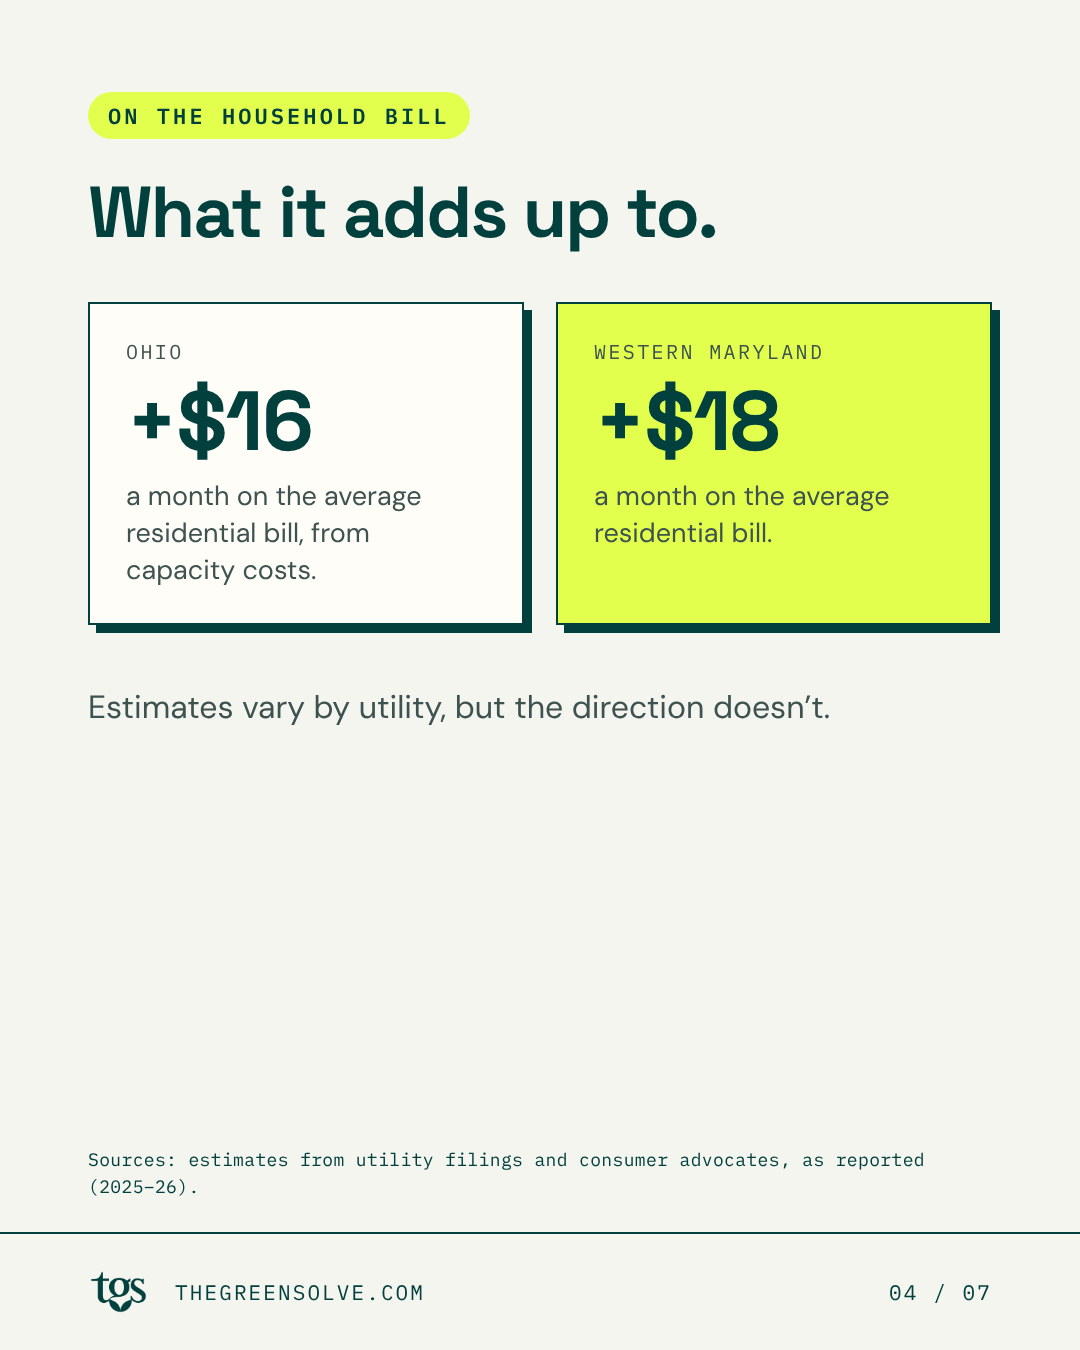 ON THE HOUSEHOLD BILL
What it adds up to.
OHIO
+$16
a month on the average
residential bill, from
capacity costs.
WESTERN MARYLAND
+$18
a month on the average
residential bill.
Estimates vary by utility, but the direction doesn’t.
Sources: estimates from utility filings and consumer advocates, as reported
(2025–26).
tgs THEGREENSOLVE.COM 04 / 07